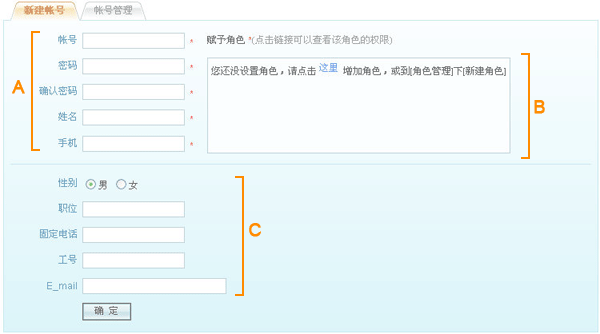 新建帐号 帐号管理
帐号 * 赋予角色 *(点击链接可以查看该角色的权限)
密码 *
您还没设置角色，请点击 这里 增加角色，或到[角色管理]下[新建角色]
A
确认密码 *
B
姓名 *
手机 *
性别 男 女
职位
C
固定电话
工号
E_mail
确 定